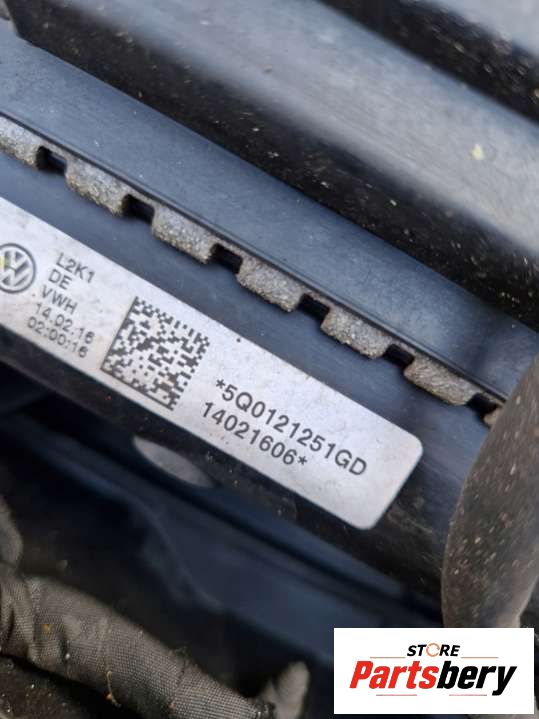 L2K1
DE
VWH
14.02.16
02:00:16
*5Q0121251GD
14021606*
STORE
Partsbery